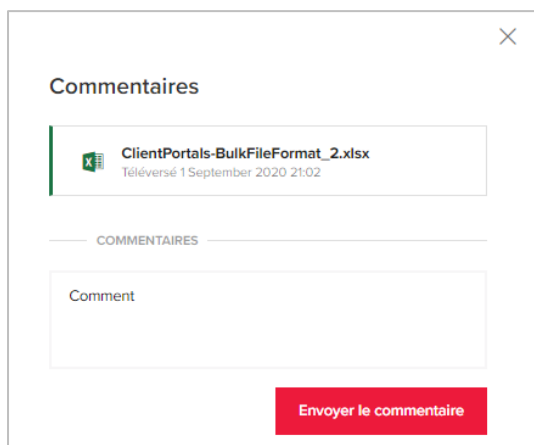 Commentaires
ClientPortals-BulkFileFormat_2.xlsx
Téléversé 1 September 2020 21:02
COMMENTAIRES
Comment
Envoyer le commentaire